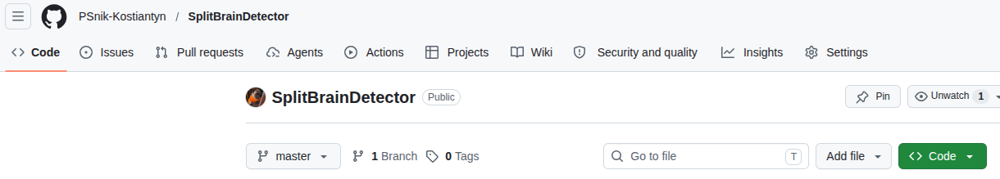 PSnik-Kostiantyn / SplitBrainDetector
Code Issues Pull requests Agents Actions Projects Wiki Security and quality Insights Settings
SplitBrainDetector Public Pin Unwatch 1
master 1 Branch 0 Tags Go to file T Add file Code